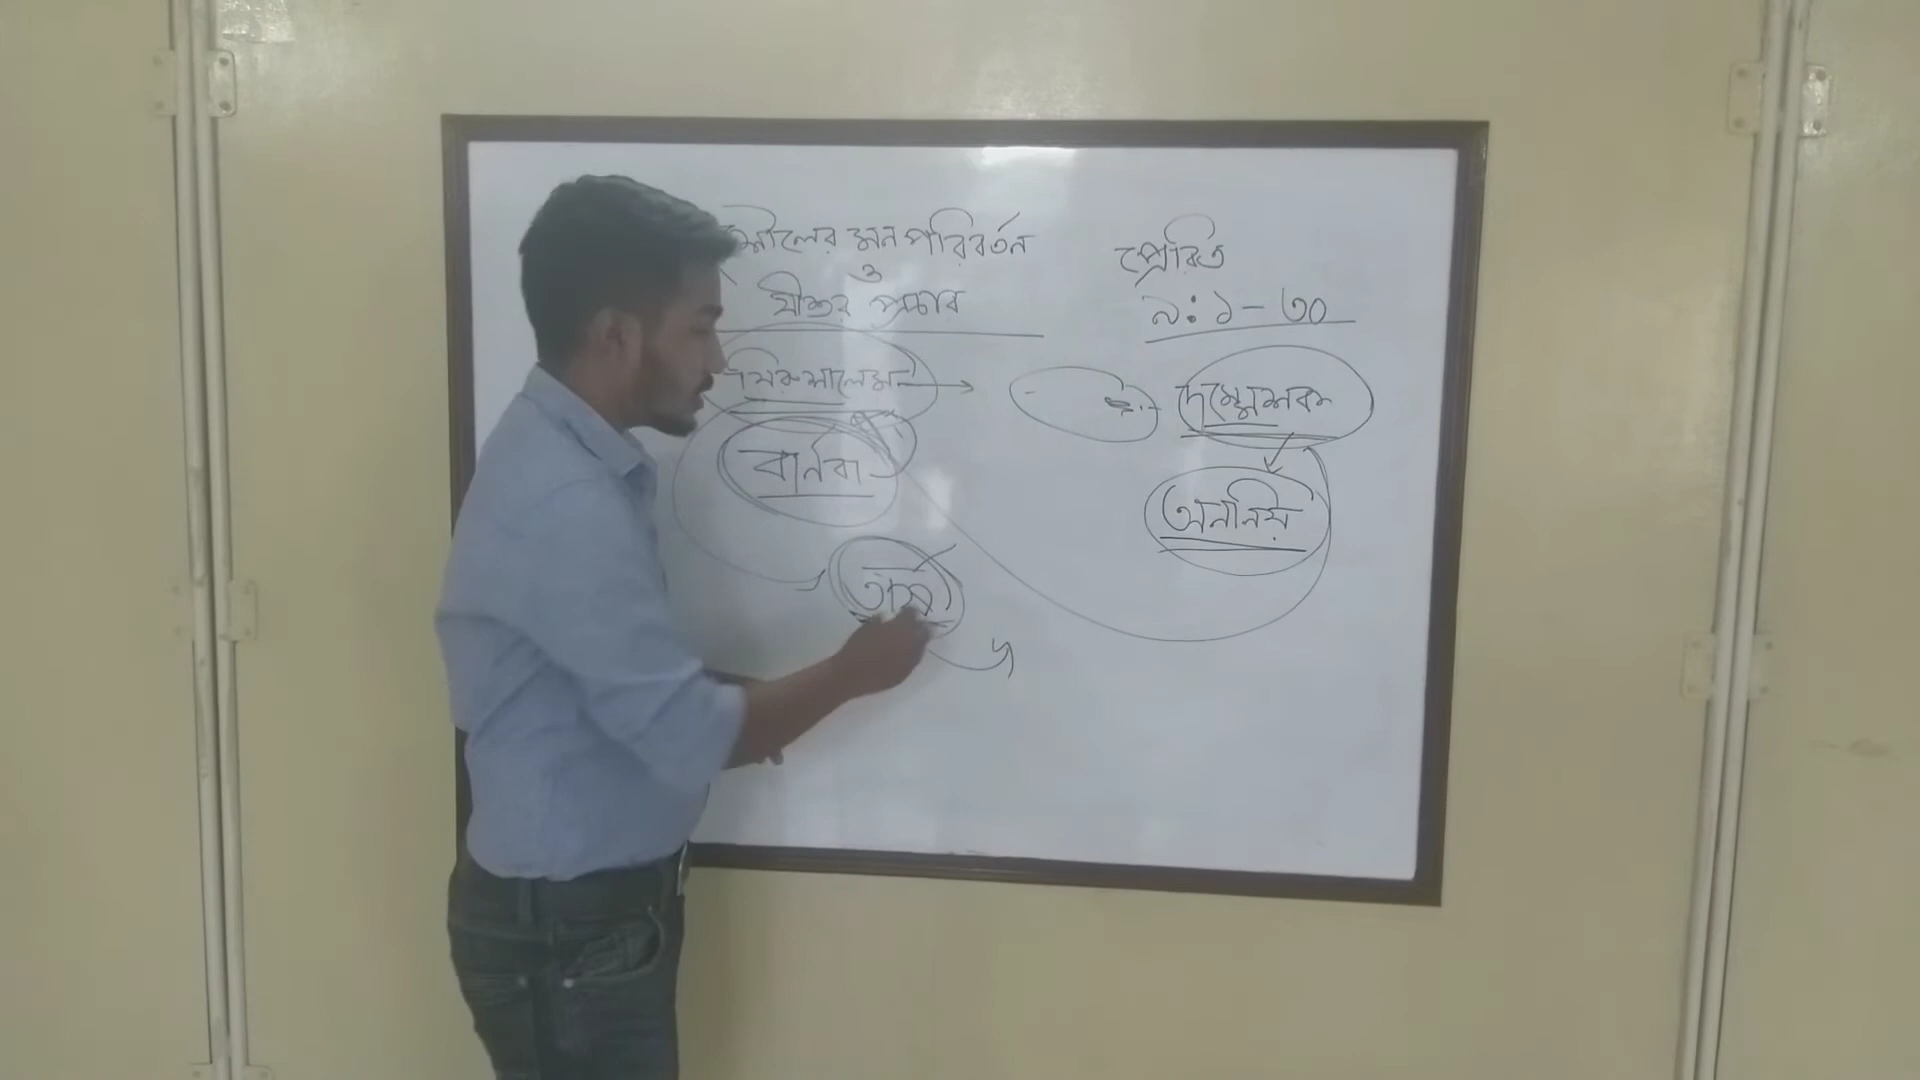 শৌলের মন পরিবর্তন
ও
যীশুর প্রচার
প্রেরিত
৯:১-৩০
যিরুশালেম
দম্মেশক
বার্নবা
অননিয়
তার্ষ